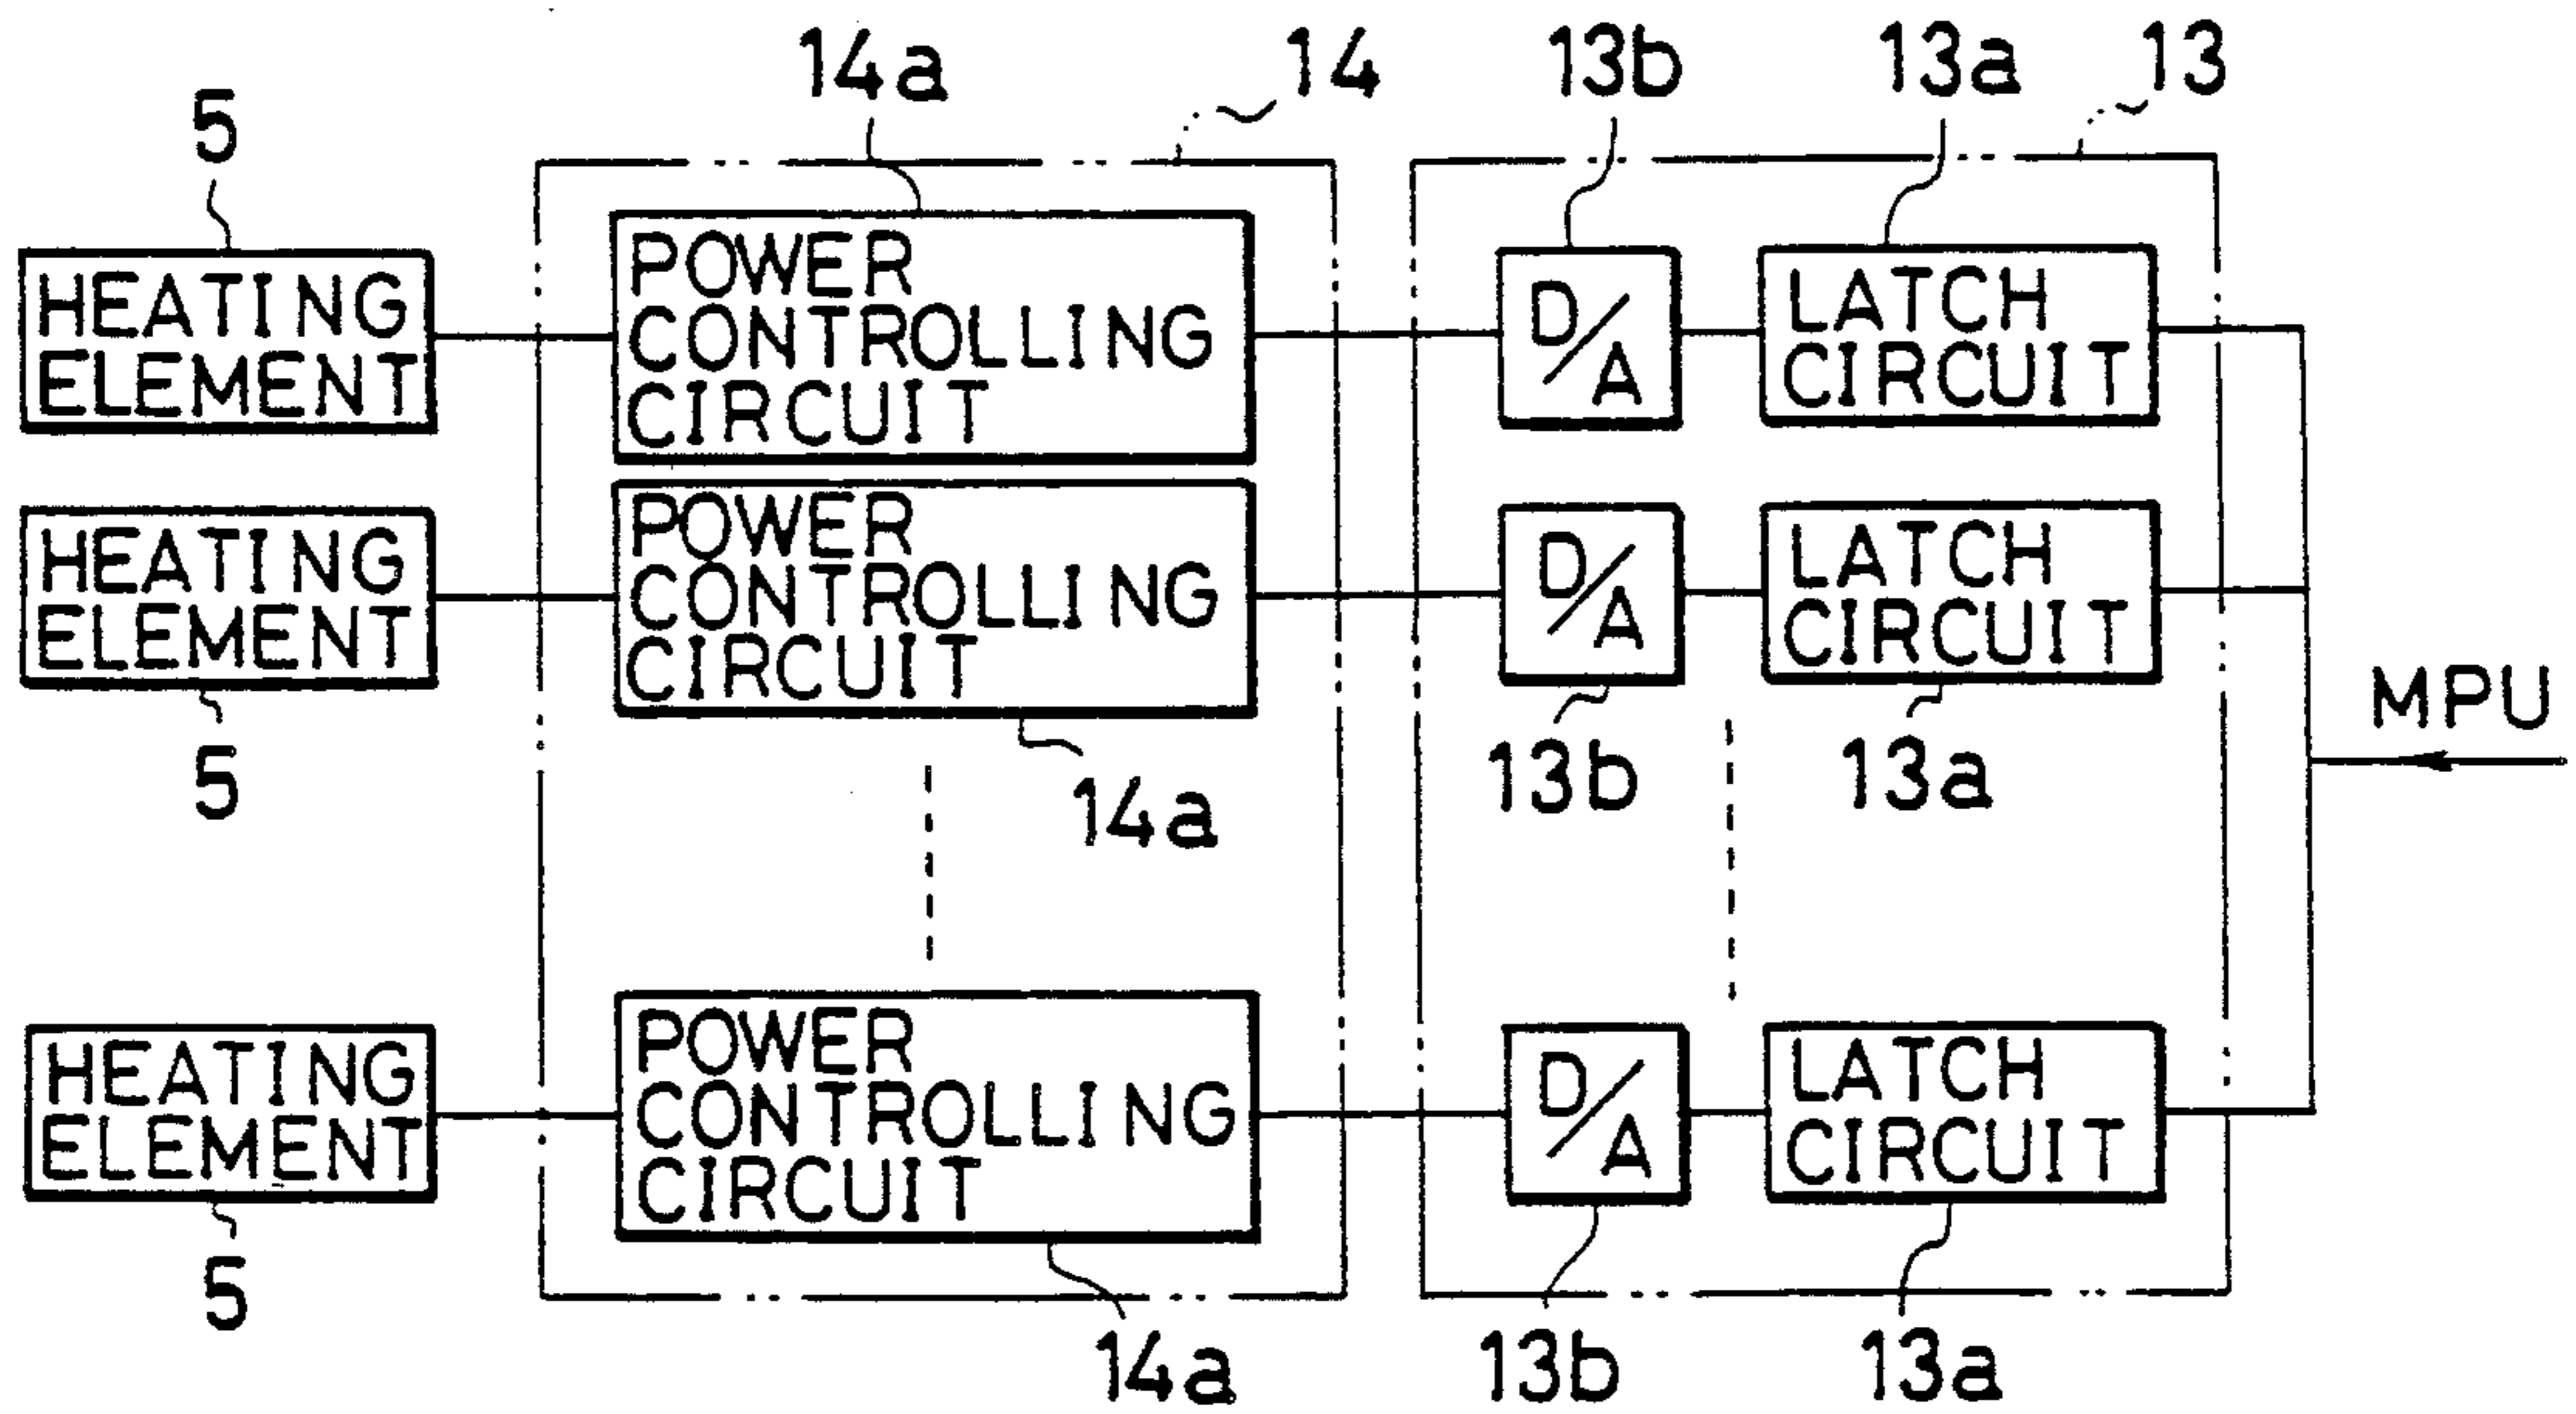 14a
14
13b
13a
13
5
HEATING
ELEMENT
POWER
CONTROLLING
CIRCUIT
D/A
LATCH
CIRCUIT
HEATING
ELEMENT
POWER
CONTROLLING
CIRCUIT
D/A
LATCH
CIRCUIT
MPU
5
14a
13b
13a
HEATING
ELEMENT
POWER
CONTROLLING
CIRCUIT
D/A
LATCH
CIRCUIT
5
14a
13b
13a